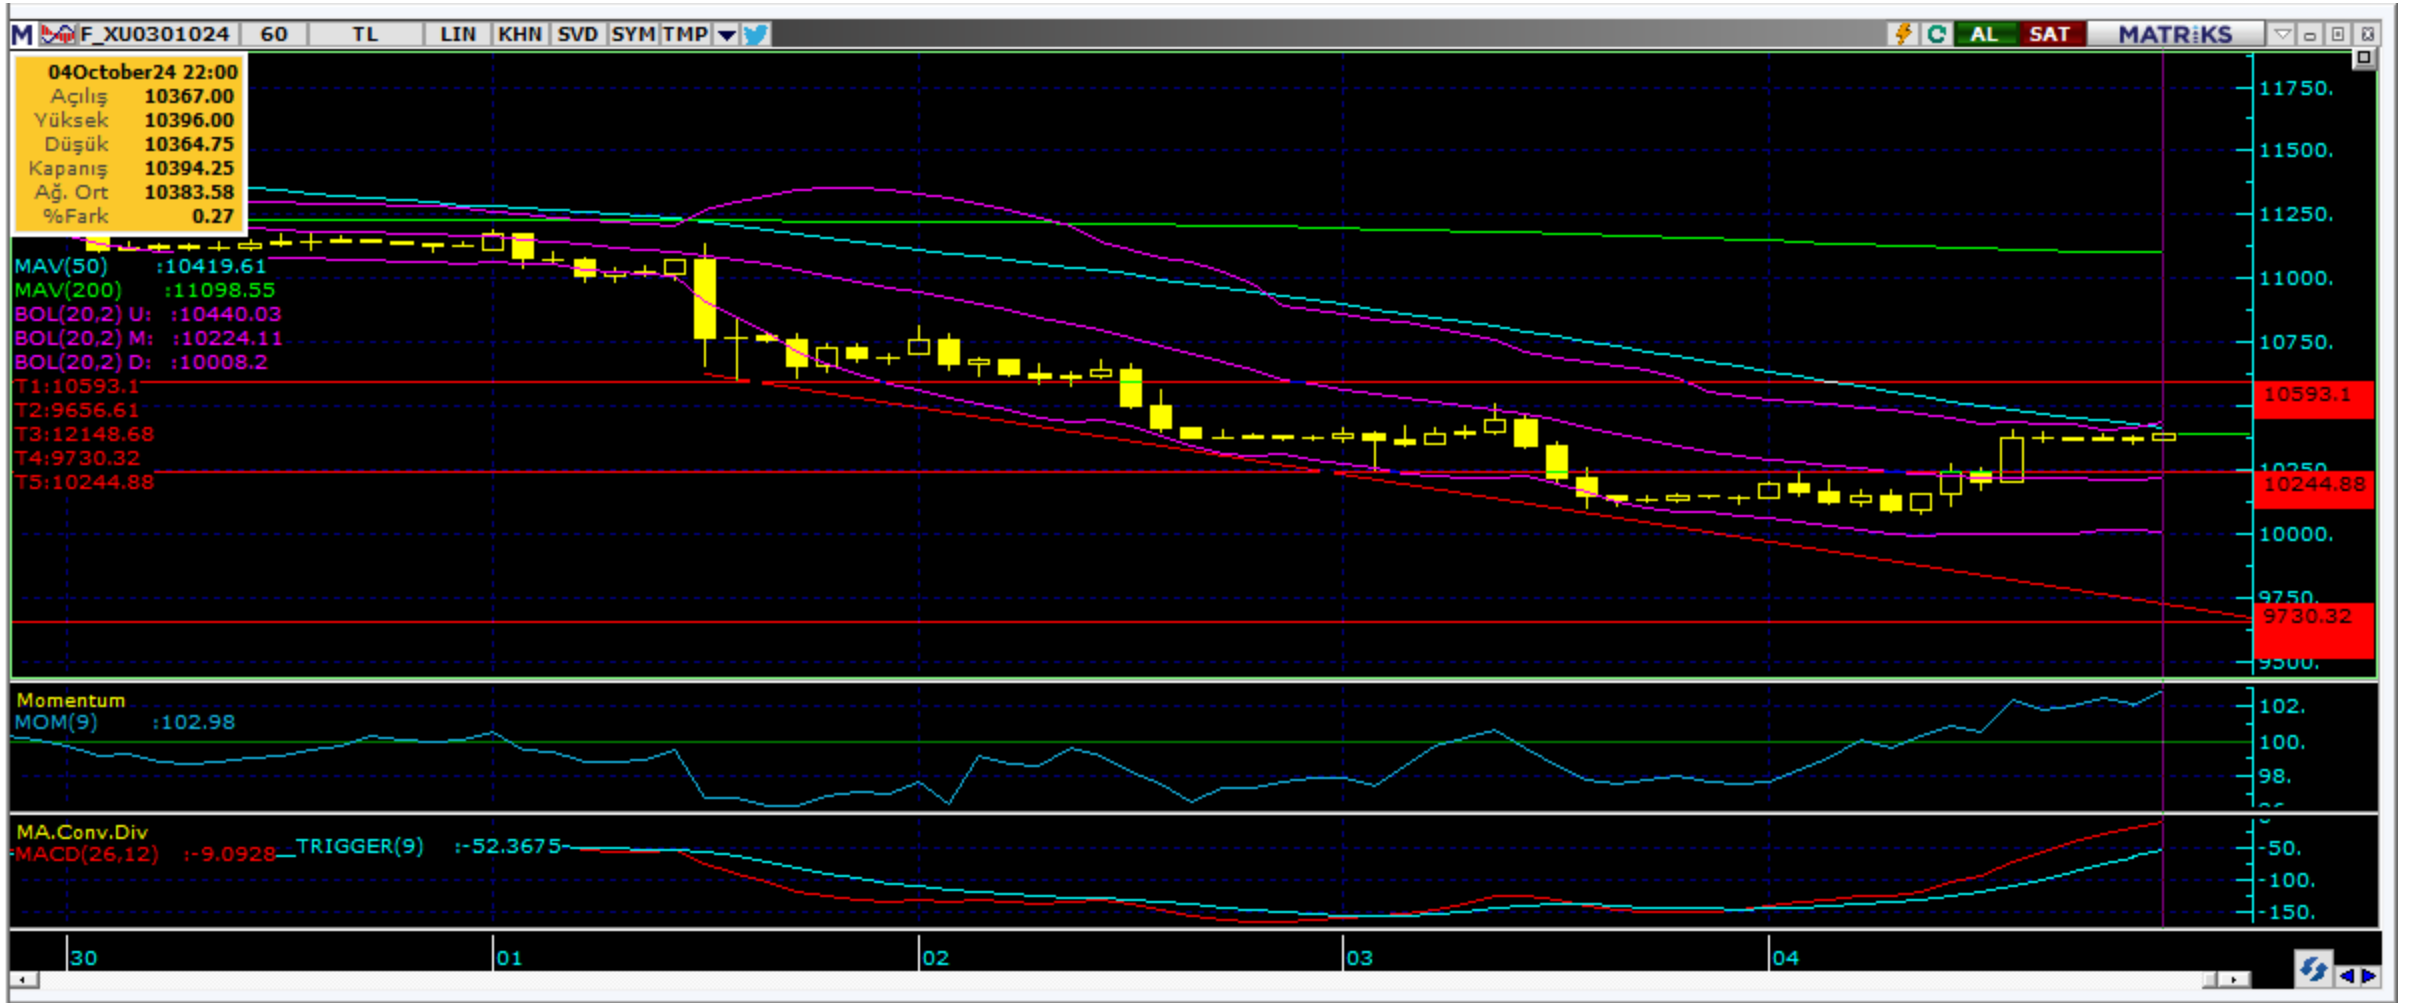 M F_XU0301024 60 TL LIN KHN SVD SYM TMP AL SAT MATRiKS
04October24 22:00
Açılış 10367.00
Yüksek 10396.00
Düşük 10364.75
Kapanış 10394.25
Ağ. Ort 10383.58
%Fark 0.27
MAV(50) :10419.61
MAV(200) :11098.55
BOL(20,2) U: :10440.03
BOL(20,2) M: :10224.11
BOL(20,2) D: :10008.2
T1:10593.1
T2:9656.61
T3:12148.68
T4:9730.32
T5:10244.88
11750.
11500.
11250.
11000.
10750.
10593.1
10250.
10244.88
10000.
9750.
9730.32
9500.
Momentum
MOM(9) :102.98
102.
100.
98.
MA.Conv.Div
MACD(26,12) :-9.0928 TRIGGER(9) :-52.3675
-50.
-100.
-150.
30 01 02 03 04